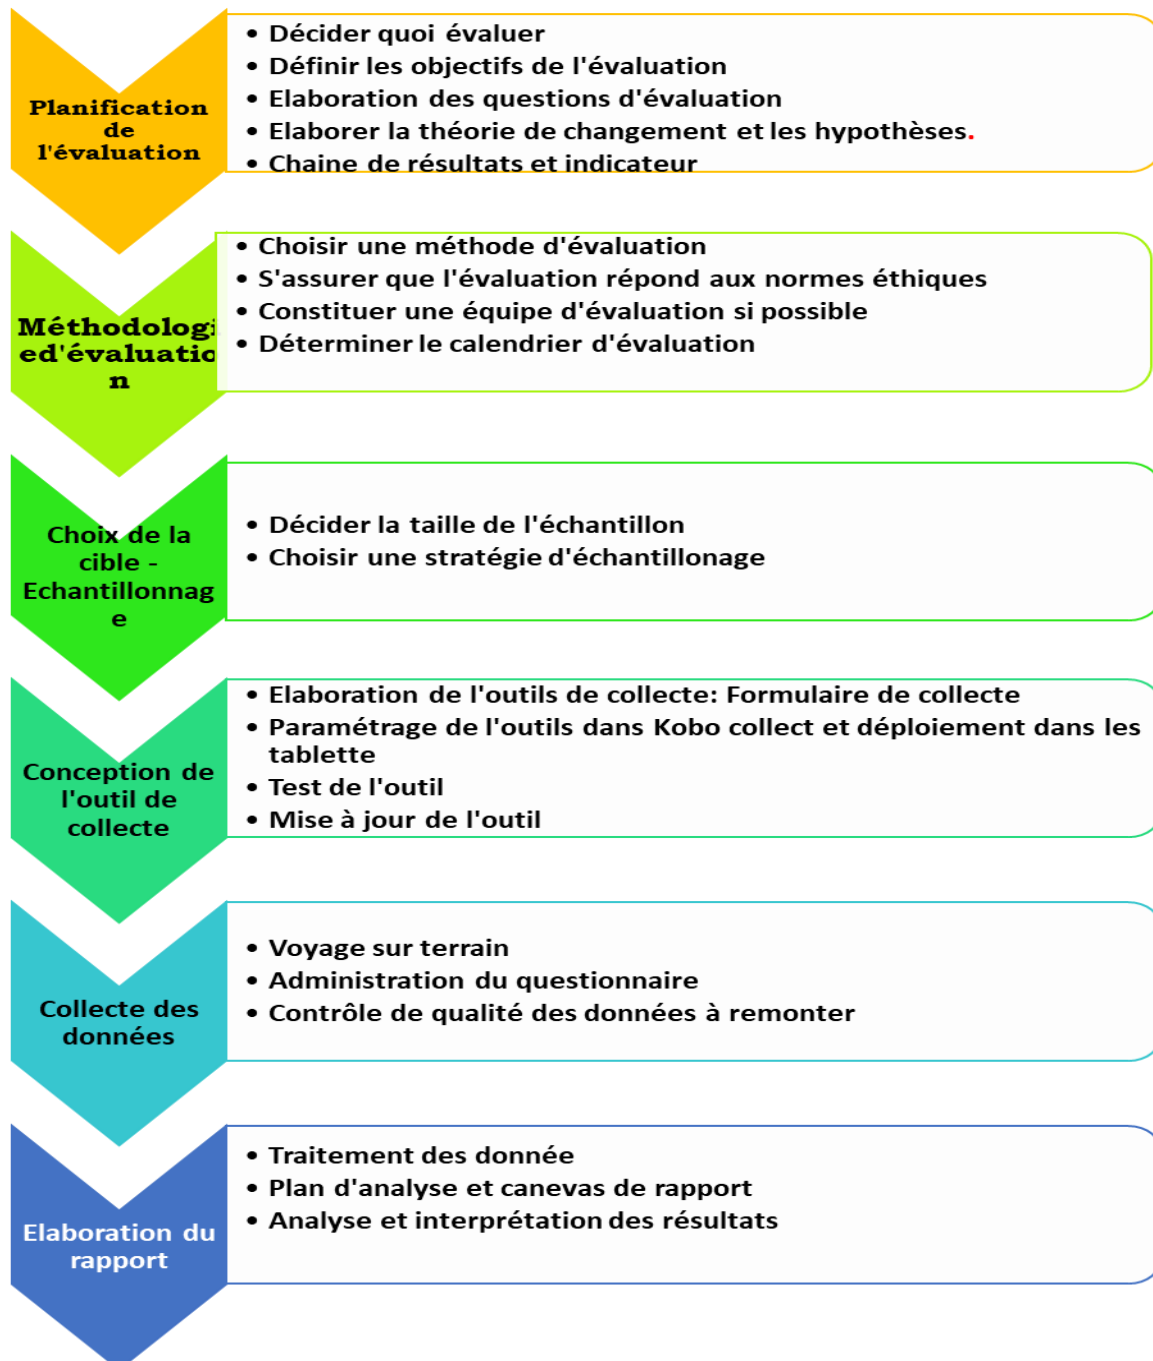 Planification
de
l'évaluation
• Décider quoi évaluer
• Définir les objectifs de l'évaluation
• Elaboration des questions d'évaluation
• Elaborer la théorie de changement et les hypothèses.
• Chaine de résultats et indicateur
Méthodologi
ed'évaluatio
n
• Choisir une méthode d'évaluation
• S'assurer que l'évaluation répond aux normes éthiques
• Constituer une équipe d'évaluation si possible
• Déterminer le calendrier d'évaluation
Choix de la
cible -
Echantillonnag
e
• Décider la taille de l'échantillon
• Choisir une stratégie d'échantillonage
Conception de
l'outil de
collecte
• Elaboration de l'outils de collecte: Formulaire de collecte
• Paramétrage de l'outils dans Kobo collect et déploiement dans les
tablette
• Test de l'outil
• Mise à jour de l'outil
Collecte des
données
• Voyage sur terrain
• Administration du questionnaire
• Contrôle de qualité des données à remonter
Elaboration du
rapport
• Traitement des donnée
• Plan d'analyse et canevas de rapport
• Analyse et interprétation des résultats